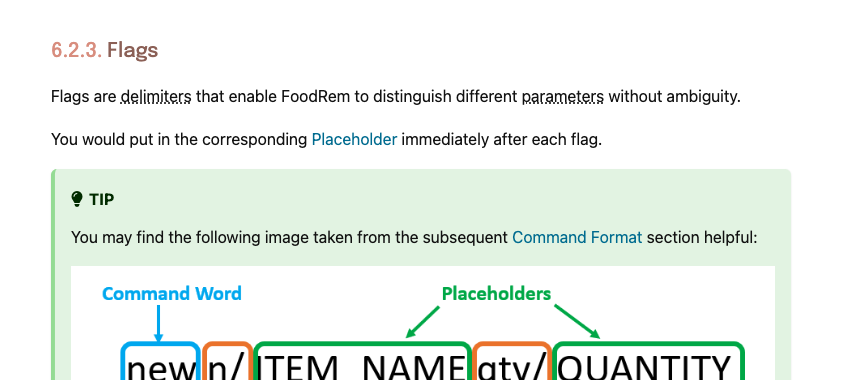 6.2.3. Flags
Flags are delimiters that enable FoodRem to distinguish different parameters without ambiguity.
You would put in the corresponding Placeholder immediately after each flag.
TIP
You may find the following image taken from the subsequent Command Format section helpful:
Command Word Placeholders
new n/ ITEM_NAME qty/ QUANTITY